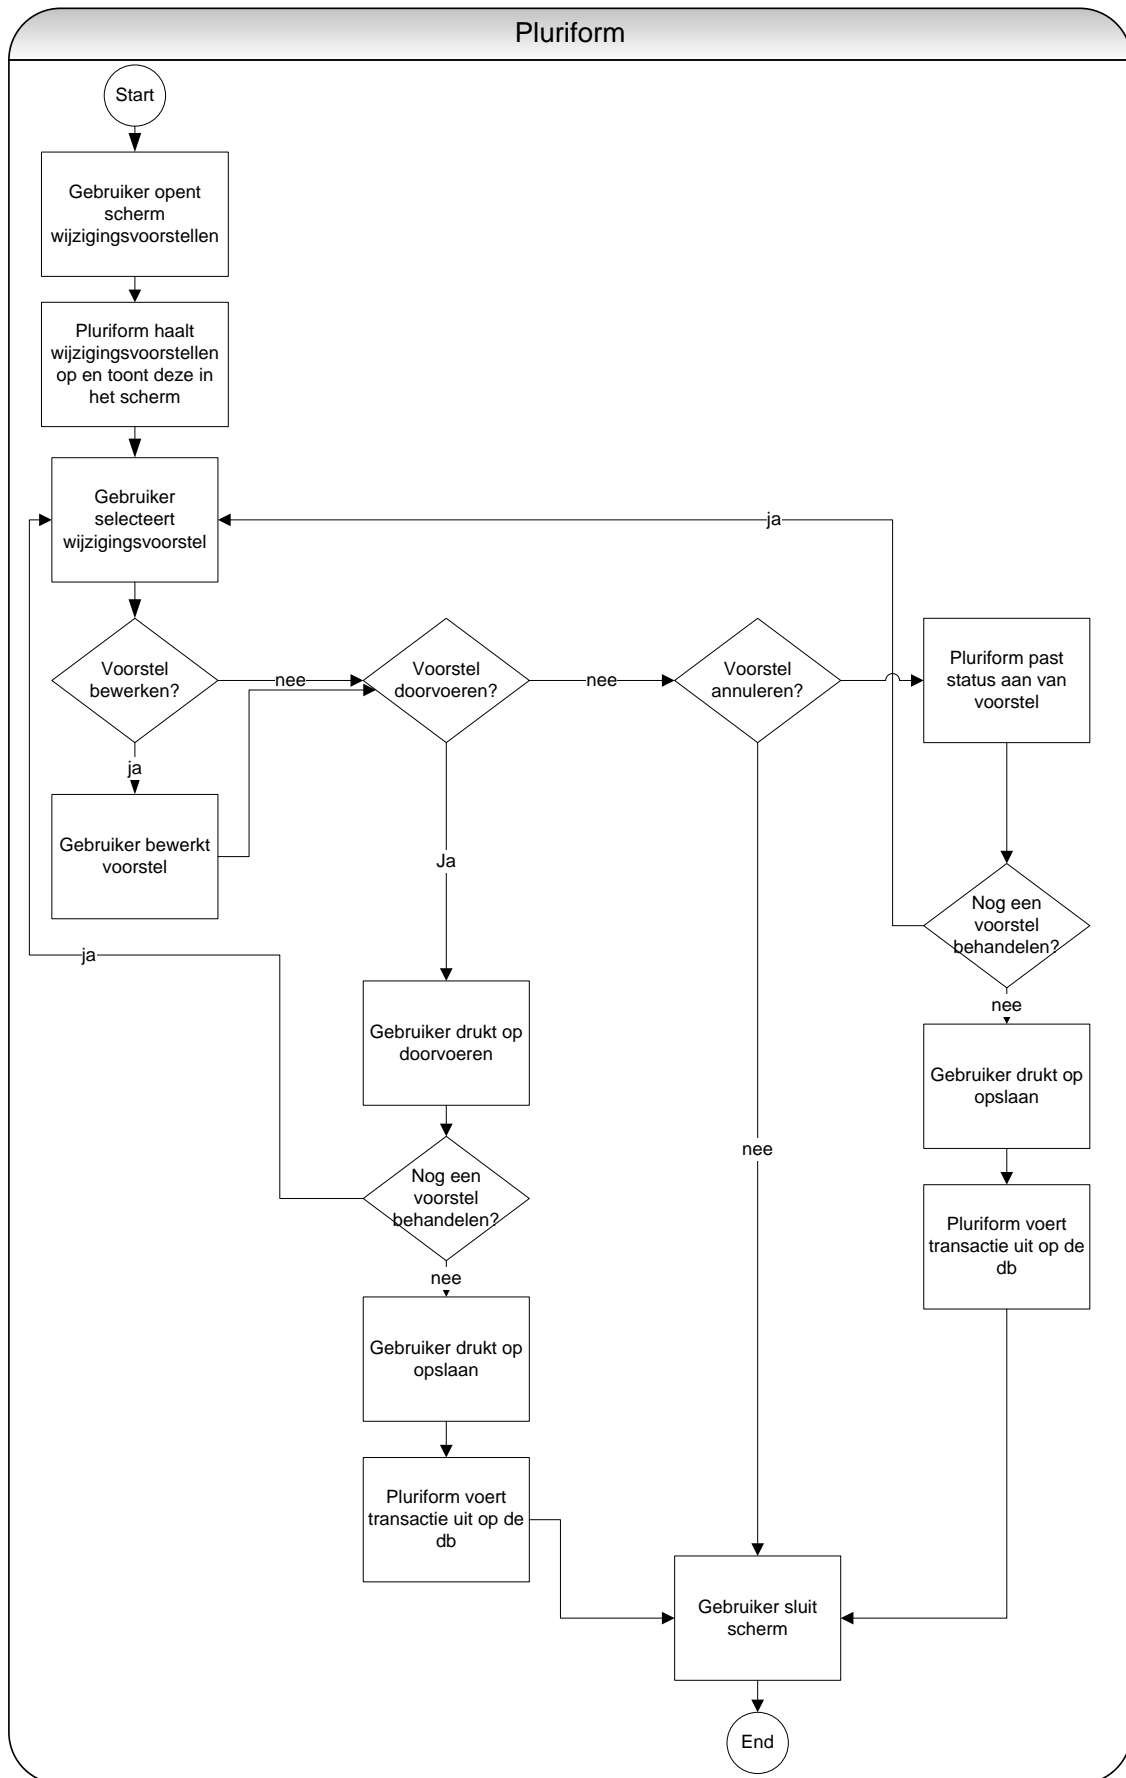 Pluriform
Start
Gebruiker opent
scherm
wijzigingsvoorstellen
Pluriform haalt
wijzigingsvoorstellen
op en toont deze in
het scherm
Gebruiker
selecteert
wijzigingsvoorstel
ja
Voorstel
bewerken?
nee
Voorstel
doorvoeren?
nee
Voorstel
annuleren?
Pluriform past
status aan van
voorstel
ja
Gebruiker bewerkt
voorstel
Ja
Nog een
voorstel
behandelen?
ja
nee
Gebruiker drukt op
doorvoeren
Gebruiker drukt op
opslaan
nee
Nog een
voorstel
behandelen?
Pluriform voert
transactie uit op de
db
nee
Gebruiker drukt op
opslaan
Pluriform voert
transactie uit op de
db
Gebruiker sluit
scherm
End